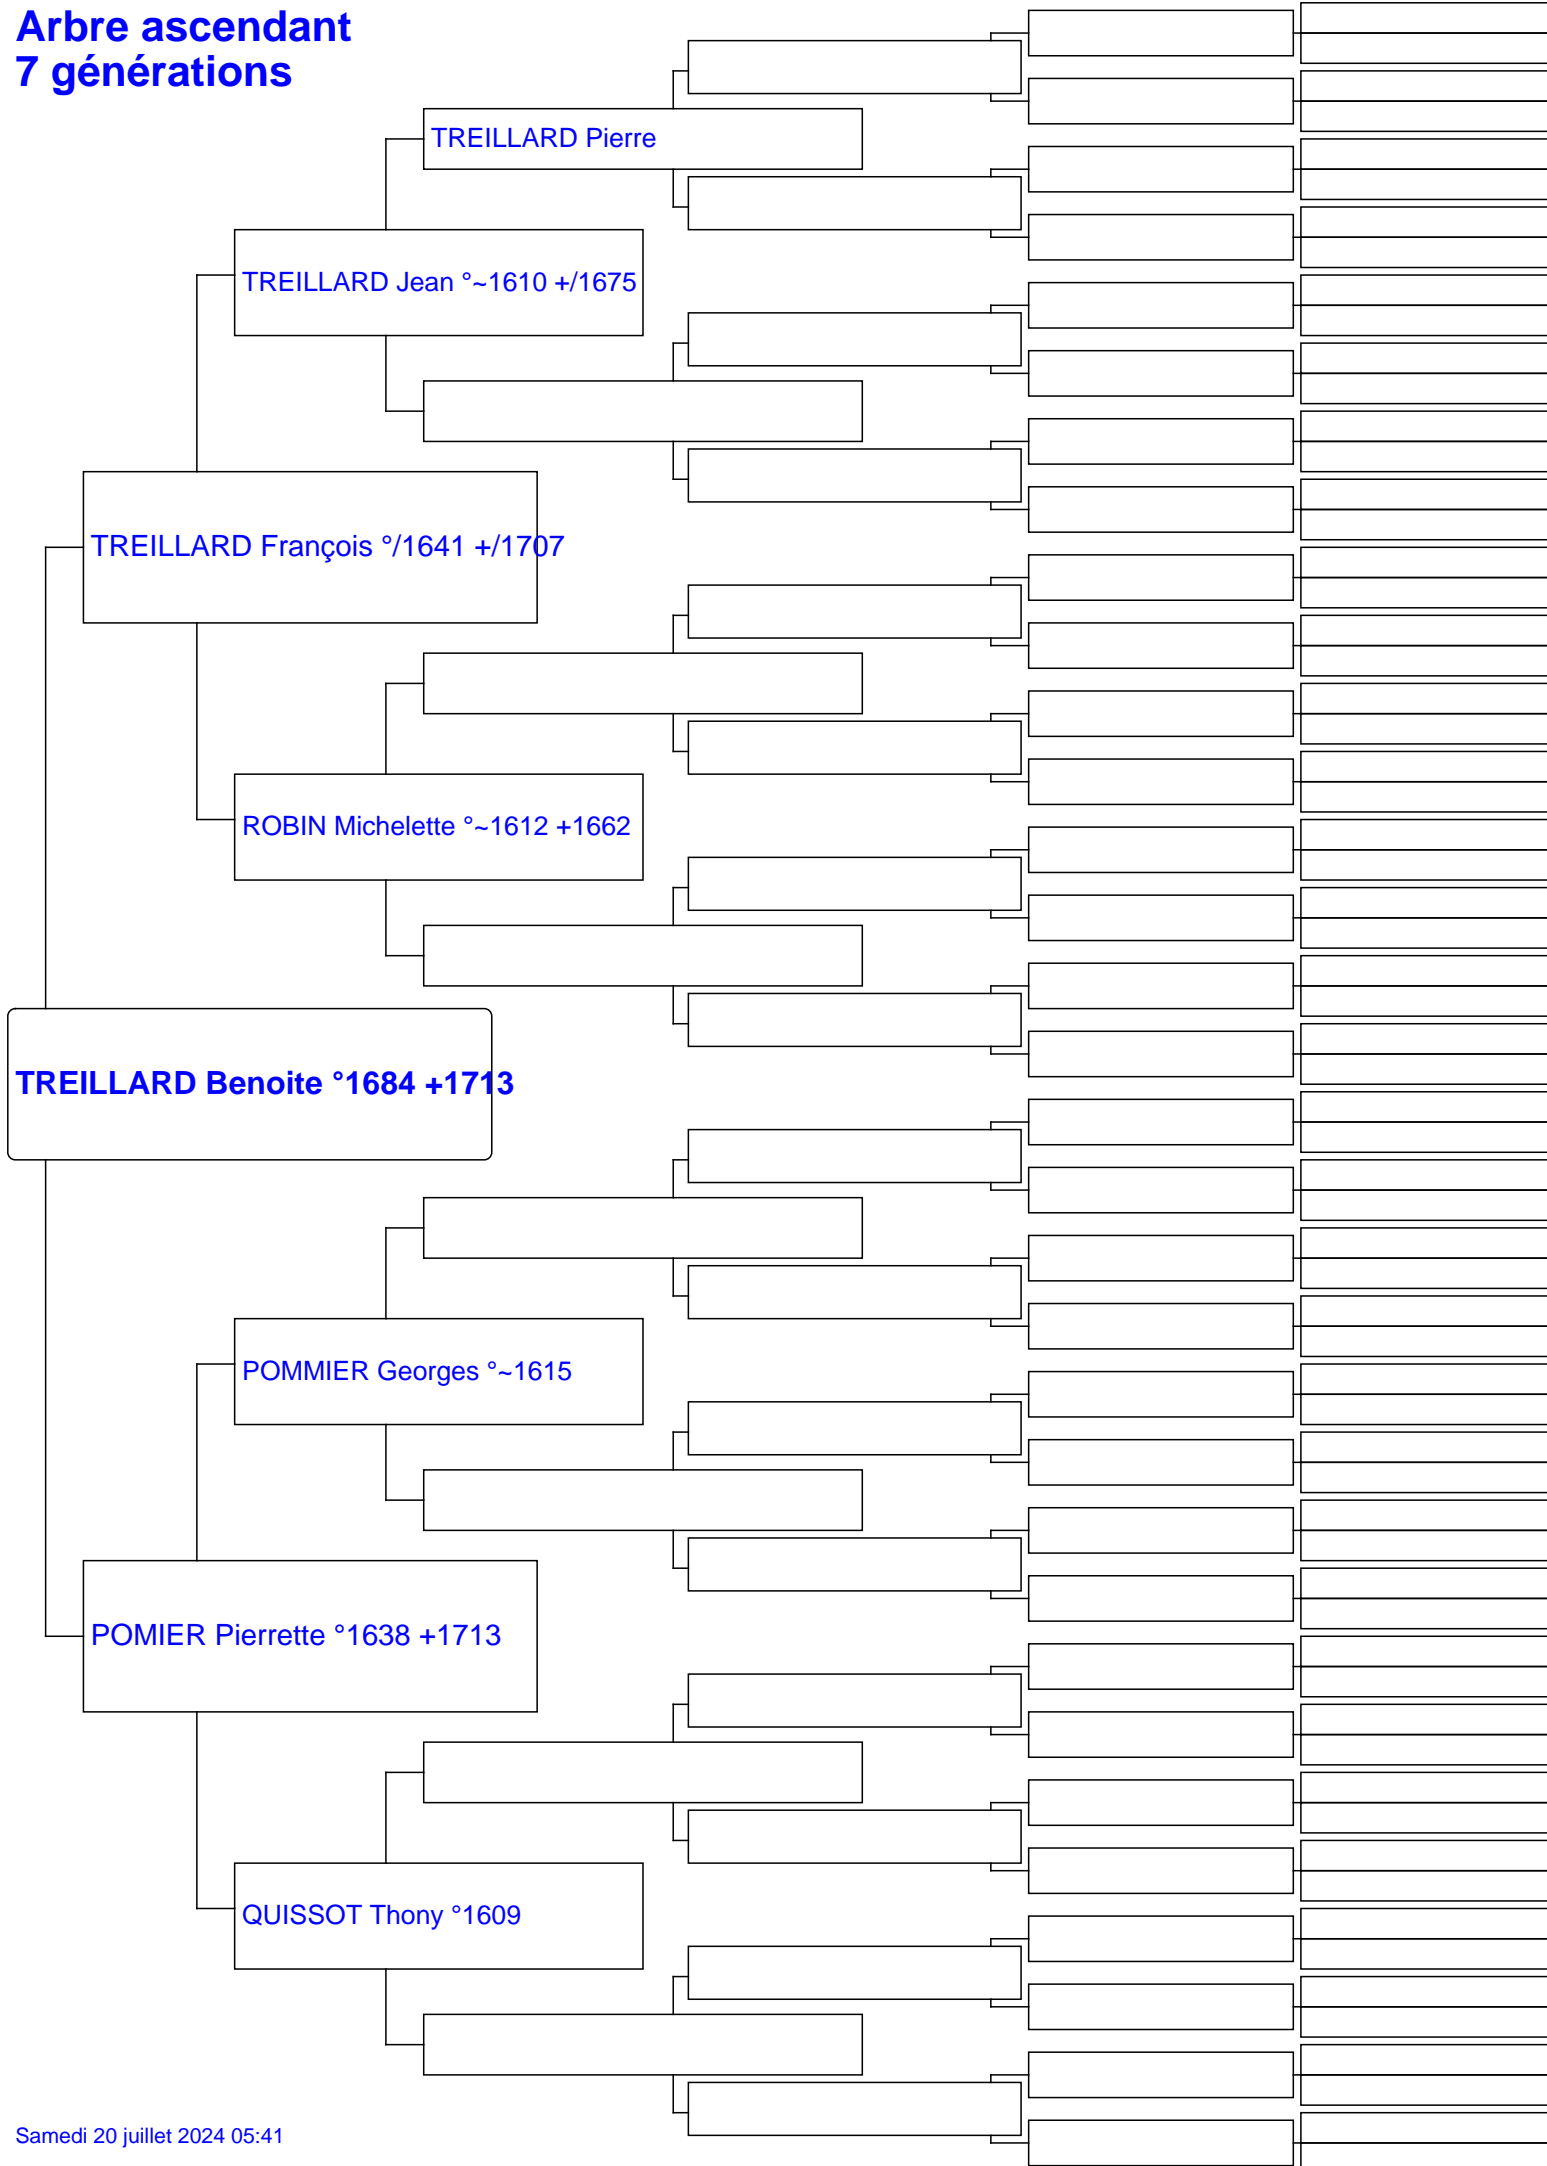 Arbre ascendant
7 générations
TREILLARD Pierre
TREILLARD Jean °~1610 +/1675
TREILLARD François °/1641 +/1707
ROBIN Michelette °~1612 +1662
TREILLARD Benoite °1684 +1713
POMMIER Georges °~1615
POMIER Pierrette °1638 +1713
QUISSOT Thony °1609
Samedi 20 juillet 2024 05:41